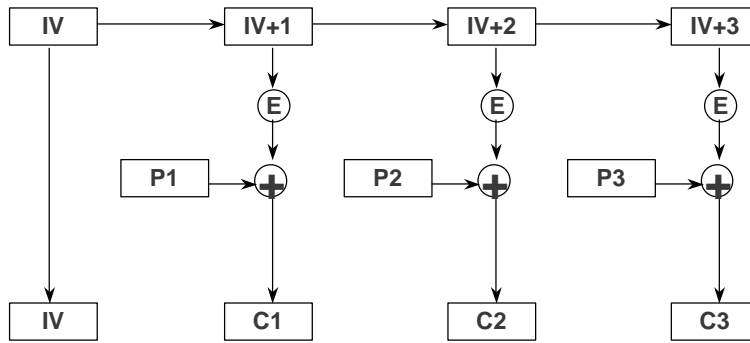 IV IV+1 IV+2 IV+3
E E E
P1 + P2 + P3 +
IV C1 C2 C3